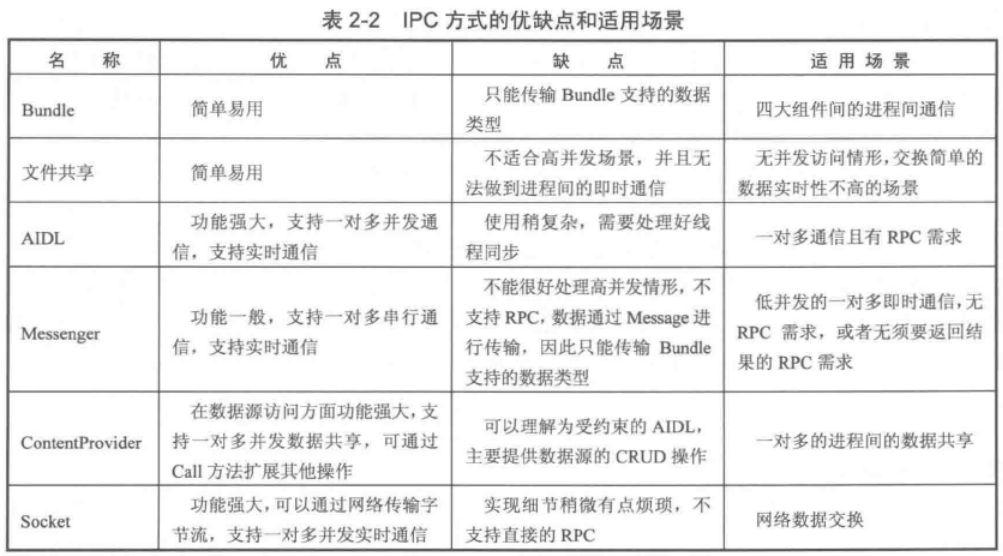 表 2-2 IPC 方式的优缺点和适用场景
名 称 优 点 缺 点 适 用 场 景
Bundle
简单易用
只能传输 Bundle 支持的数据
类型
四大组件间的进程间通信
文件共享
简单易用
不适合高并发场景，并且无
法做到进程间的即时通信
无并发访问情形，交换简单的
数据实时性不高的场景
AIDL
功能强大，支持一对多并发通
信，支持实时通信
使用稍复杂，需要处理好线
程同步
一对多通信且有 RPC 需求
Messenger
功能一般，支持一对多串行通
信，支持实时通信
不能很好处理高并发情形，不
支持 RPC，数据通过 Message 进
行传输，因此只能传输 Bundle
支持的数据类型
低并发的一对多即时通信，无
RPC 需求，或者无须要返回结
果的 RPC 需求
ContentProvider
在数据源访问方面功能强大，支
持一对多并发数据共享，可通过
Call 方法扩展其他操作
可以理解为受约束的 AIDL，
主要提供数据源的 CRUD 操作
一对多的进程间的数据共享
Socket
功能强大，可以通过网络传输字
节流，支持一对多并发实时通信
实现细节稍微有点烦琐，不
支持直接的 RPC
网络数据交换